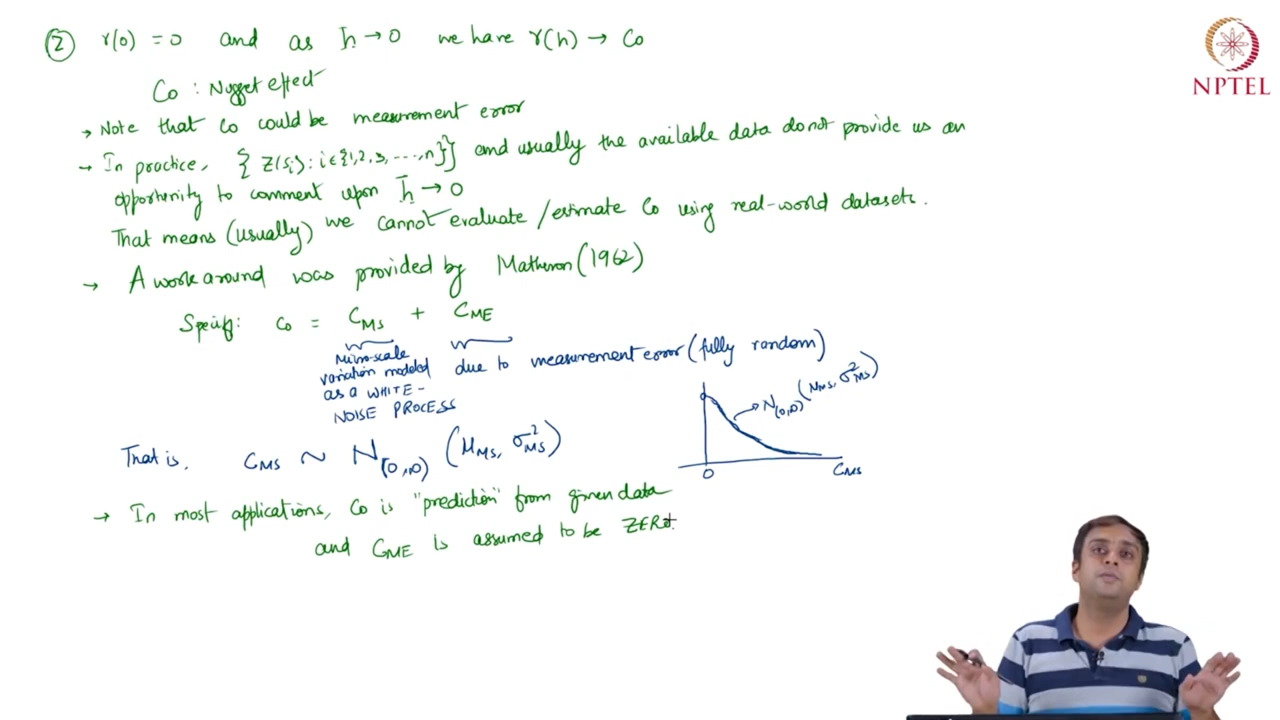 ② γ(0) = 0 and as h → 0 we have γ(h) → C₀
C₀ : Nugget effect
→ Note that C₀ could be measurement error
→ In practice, { Z(sᵢ) : i ∈ {1, 2, 3, ..., n} } and usually the available data do not provide us an
opportunity to comment upon h → 0
That means (usually) we cannot evaluate / estimate C₀ using real-world datasets.
→ A work around was provided by Matheron (1962)
Specify: C₀ = C_MS + C_ME
Micro-scale
variation modeled
as a WHITE-
NOISE PROCESS
due to measurement error (fully random)
That is, C_MS ~ N_(0,∞) (μ_MS, σ²_MS)
N_(0,∞) (μ_MS, σ²_MS)
0
C_MS
→ In most applications, C₀ is "prediction" from given data
and C_ME is assumed to be ZERO.
NPTEL